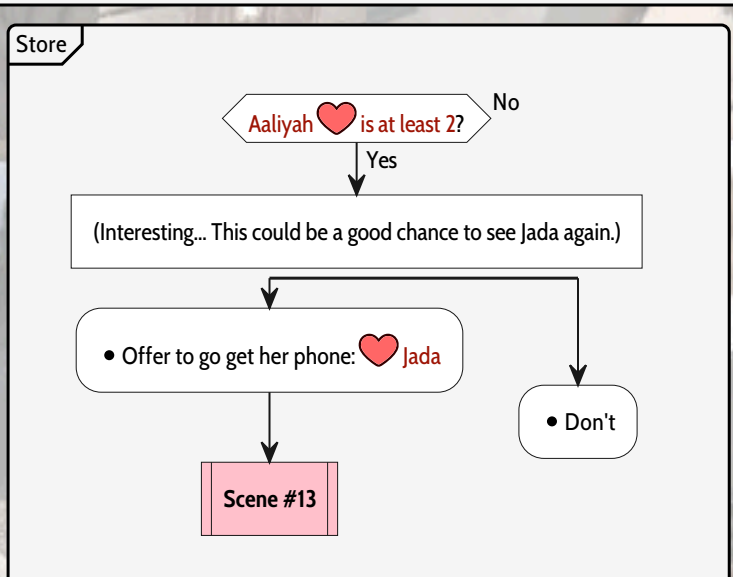 Store
Aaliyah is at least 2?
No
Yes
(Interesting... This could be a good chance to see Jada again.)
• Offer to go get her phone: Jada
• Don't
Scene #13